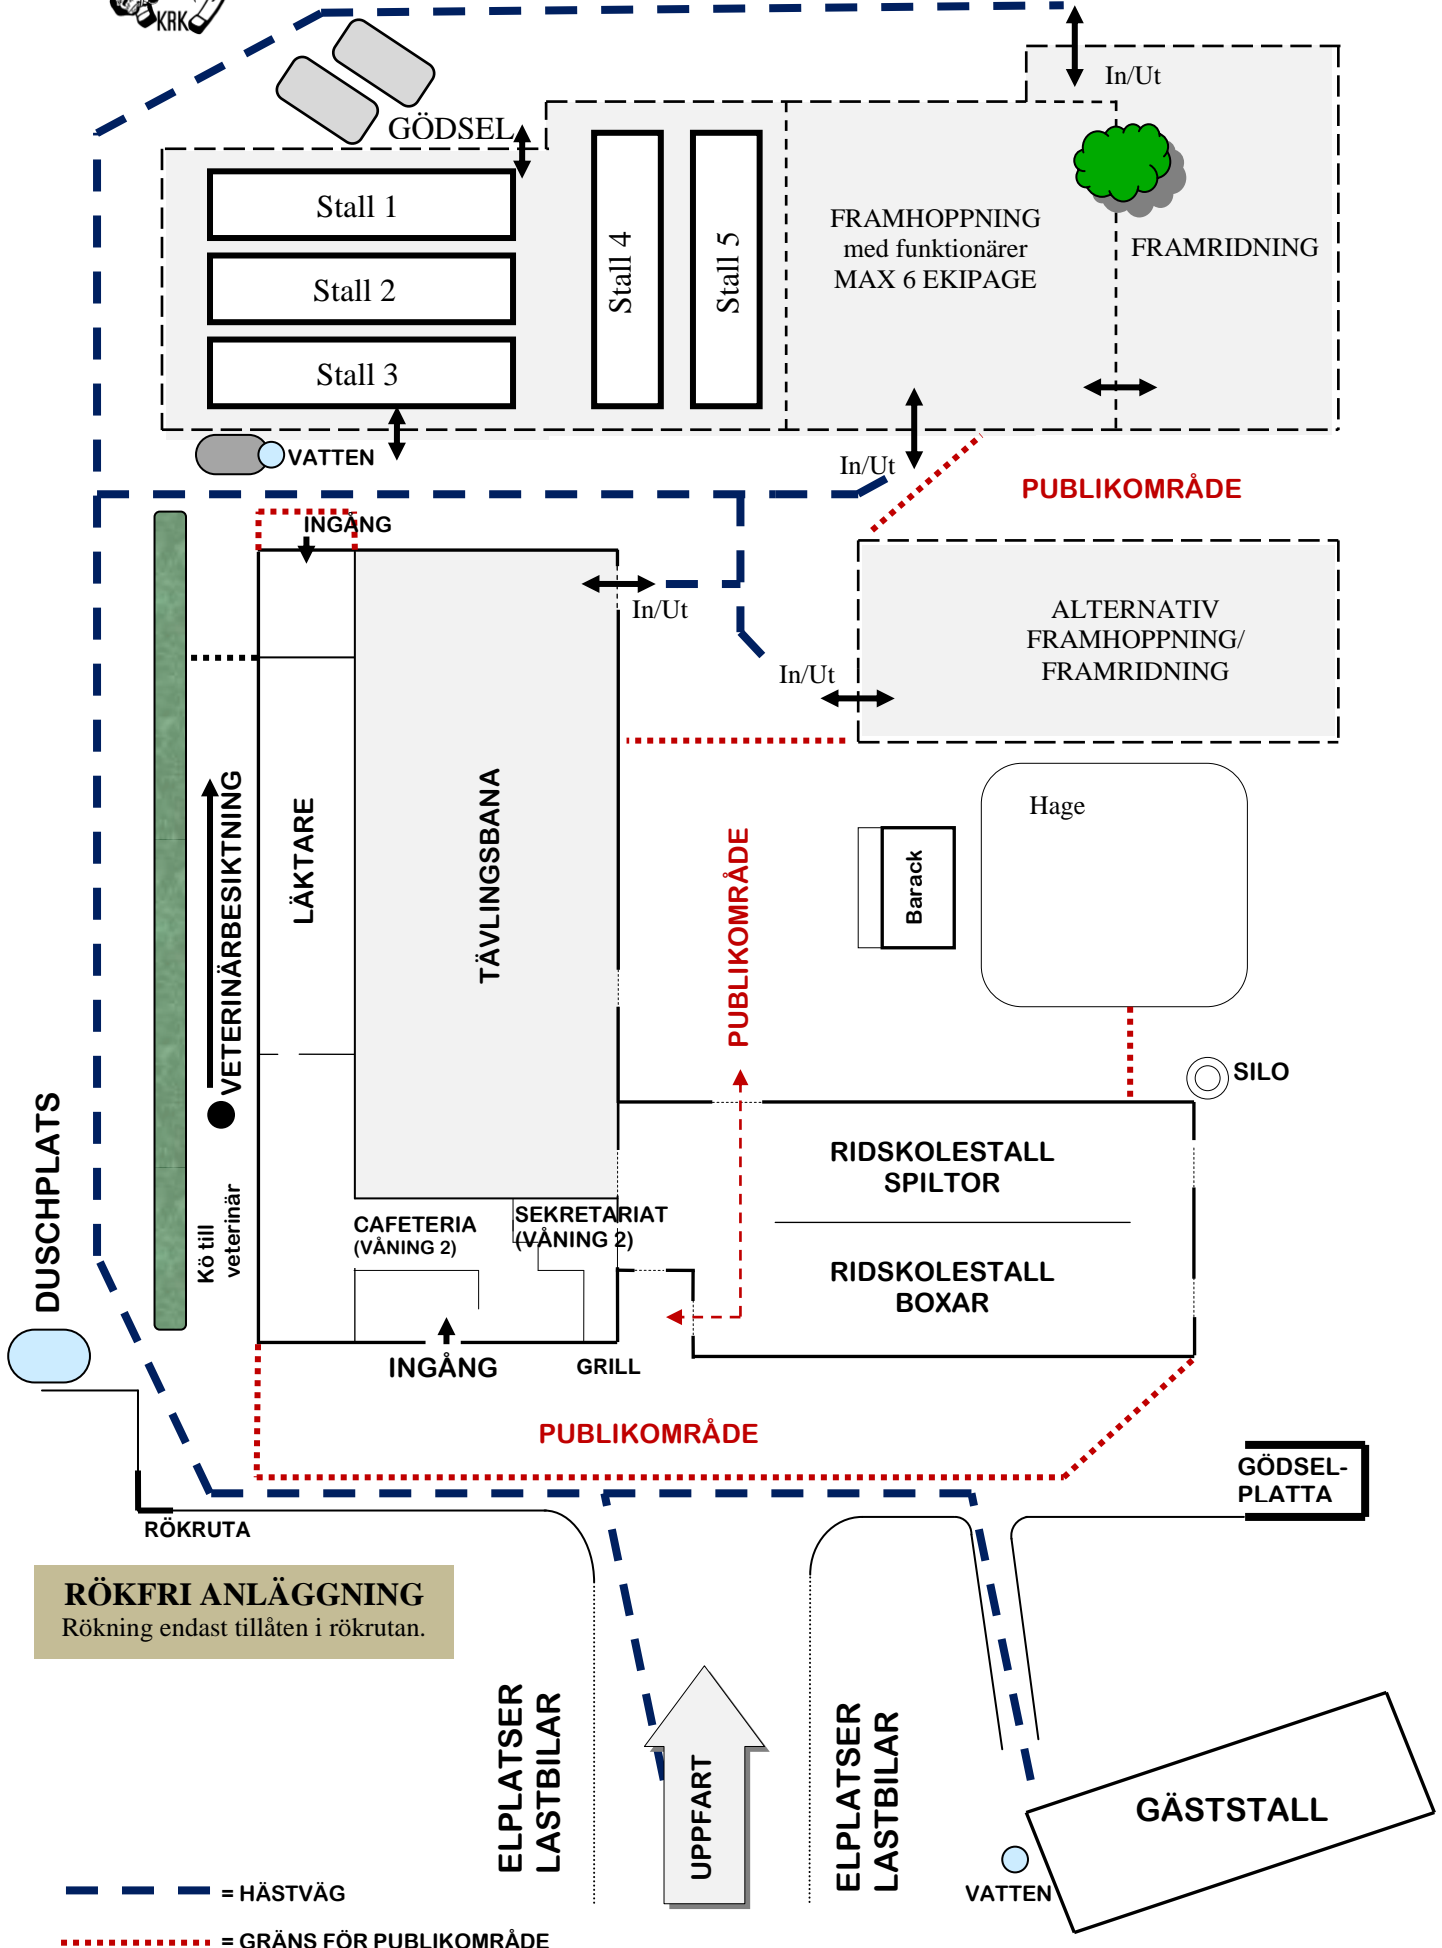 KRK
In/Ut
GÖDSEL
Stall 1
Stall 2
Stall 3
Stall 4
Stall 5
FRAMHOPPNING
med funktionärer
MAX 6 EKIPAGE
FRAMRIDNING
VATTEN
In/Ut
PUBLIKOMRÅDE
INGÅNG
In/Ut
ALTERNATIV
FRAMHOPPNING/
FRAMRIDNING
In/Ut
VETERINÄRBESIKTNING
LÄKTARE
TÄVLINGSBANA
PUBLIKOMRÅDE
Barack
Hage
SILO
DUSCHPLATS
Kö till
veterinär
CAFETERIA
(VÅNING 2)
SEKRETARIAT
(VÅNING 2)
RIDSKOLESTALL
SPILTOR
RIDSKOLESTALL
BOXAR
INGÅNG
GRILL
PUBLIKOMRÅDE
GÖDSEL-
PLATTA
RÖKRUTA
RÖKFRI ANLÄGGNING
Rökning endast tillåten i rökrutan.
ELPLATSER
LASTBILAR
UPPFART
ELPLATSER
LASTBILAR
GÄSTSTALL
VATTEN
= HÄSTVÄG
= GRÄNS FÖR PUBLIKOMRÅDE